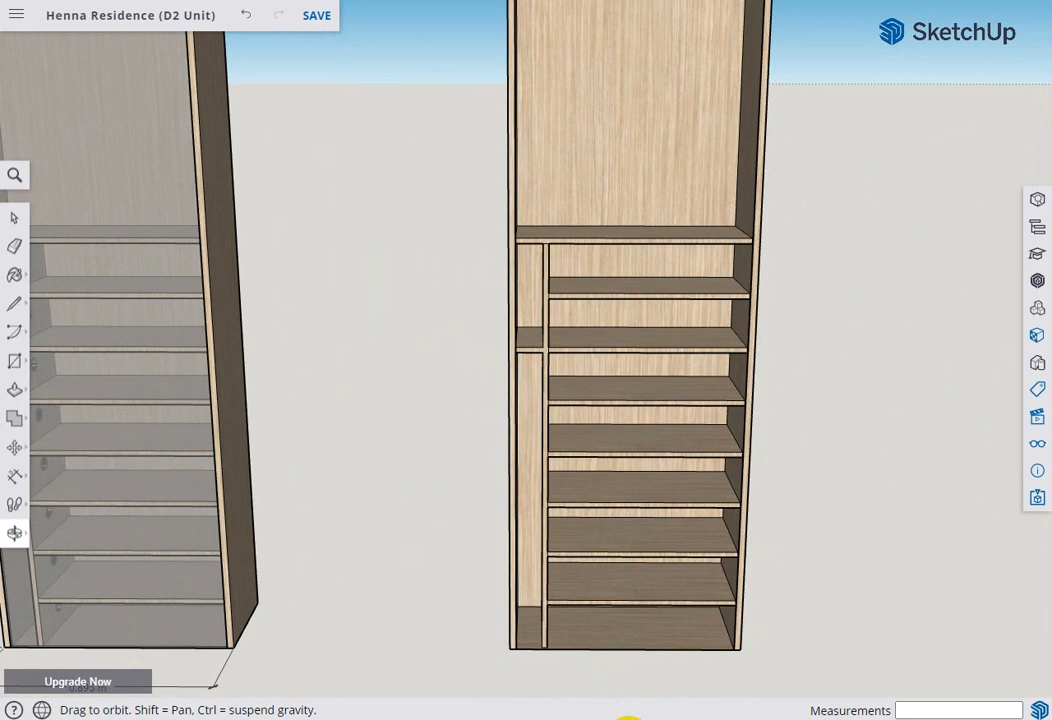 Henna Residence (D2 Unit)
SAVE
SketchUp
Upgrade Now
Drag to orbit. Shift = Pan, Ctrl = suspend gravity.
Measurements